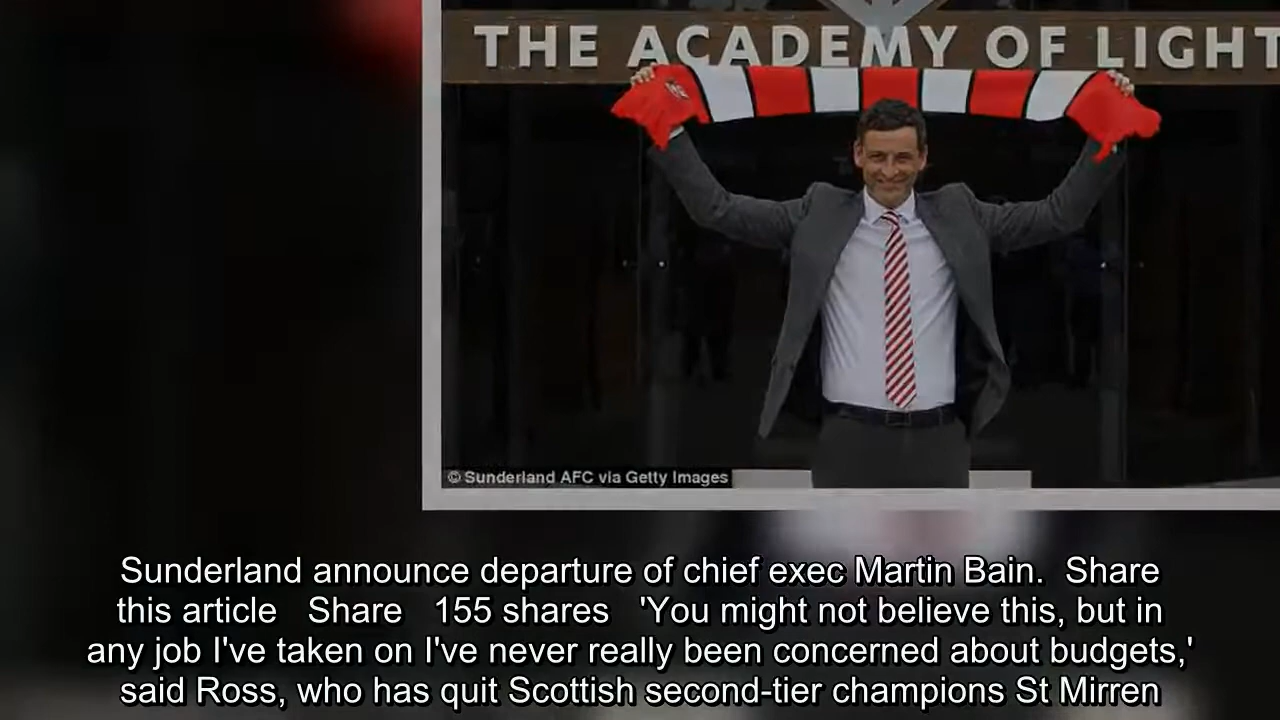 THE ACADEMY OF LIGHT
© Sunderland AFC via Getty Images
Sunderland announce departure of chief exec Martin Bain.  Share
this article   Share   155 shares   'You might not believe this, but in
any job I've taken on I've never really been concerned about budgets,'
said Ross, who has quit Scottish second-tier champions St Mirren